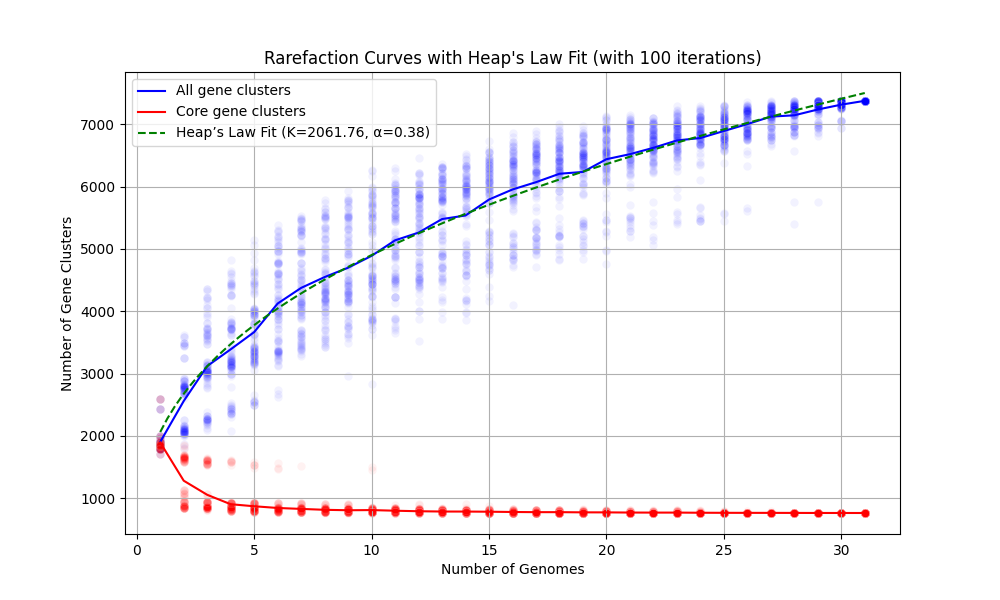 Rarefaction Curves with Heap's Law Fit (with 100 iterations)
All gene clusters
Core gene clusters
Heap’s Law Fit (K=2061.76, α=0.38)
Number of Gene Clusters
7000
6000
5000
4000
3000
2000
1000
0 5 10 15 20 25 30
Number of Genomes